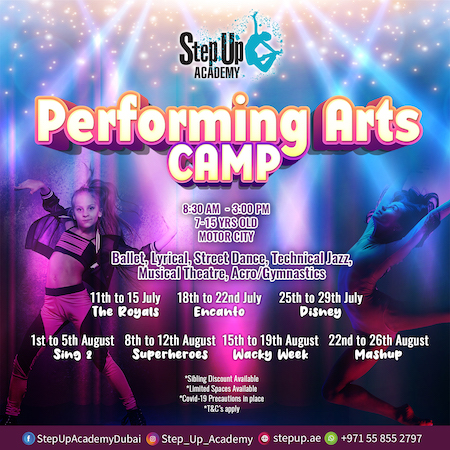 Step Up
ACADEMY
Performing Arts
CAMP
8:30 AM - 3:00 PM
7-15 YRS OLD
MOTOR CITY
Ballet, Lyrical, Street Dance, Technical Jazz,
Musical Theatre, Acro/Gymnastics
11th to 15 July
The Royals
18th to 22nd July
Encanto
25th to 29th July
Disney
1st to 5th August
Sing 2
8th to 12th August
Superheroes
15th to 19th August
Wacky Week
22nd to 26th August
Mashup
*Sibling Discount Available
*Limited Spaces Available
*Covid-19 Precautions in place
*T&C's apply
StepUpAcademyDubai
Step_Up_Academy
stepup.ae
+971 55 855 2797